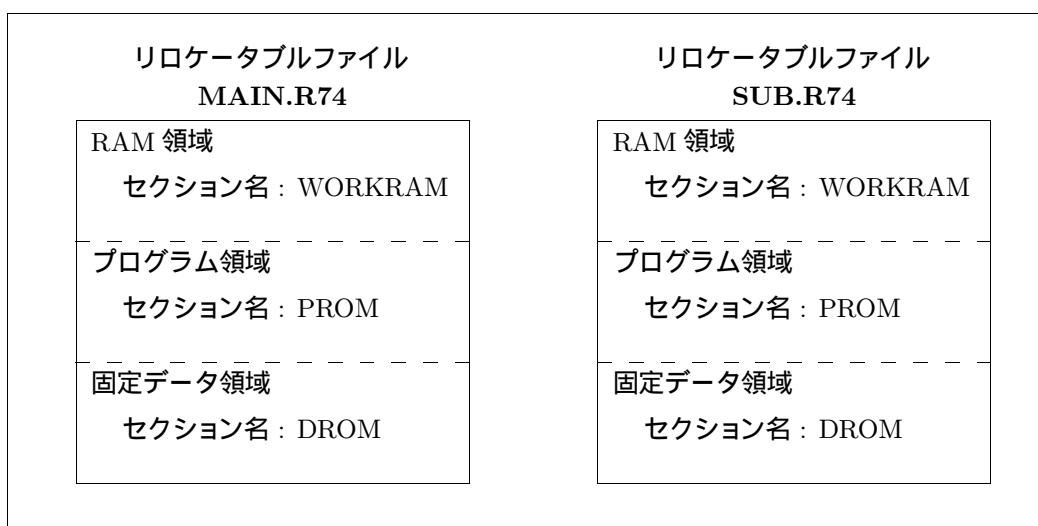 リロケータブルファイル
MAIN.R74
RAM 領域
セクション名 : WORKRAM
プログラム領域
セクション名 : PROM
固定データ領域
セクション名 : DROM
リロケータブルファイル
SUB.R74
RAM 領域
セクション名 : WORKRAM
プログラム領域
セクション名 : PROM
固定データ領域
セクション名 : DROM